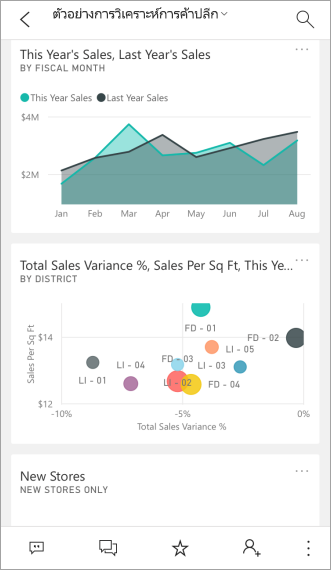 ตัวอย่างการวิเคราะห์การค้าปลีก
This Year's Sales, Last Year's Sales
BY FISCAL MONTH
This Year Sales Last Year Sales
$4M
$2M
Jan Feb Mar Apr May Jun Jul Aug
Total Sales Variance %, Sales Per Sq Ft, This Ye...
BY DISTRICT
Sales Per Sq Ft
$14
$12
FD - 01
FD - 02
LI - 05
FD - 03
LI - 04
LI - 03
LI - 01
LI - 02
FD - 04
-10% -5% 0%
Total Sales Variance %
New Stores
NEW STORES ONLY